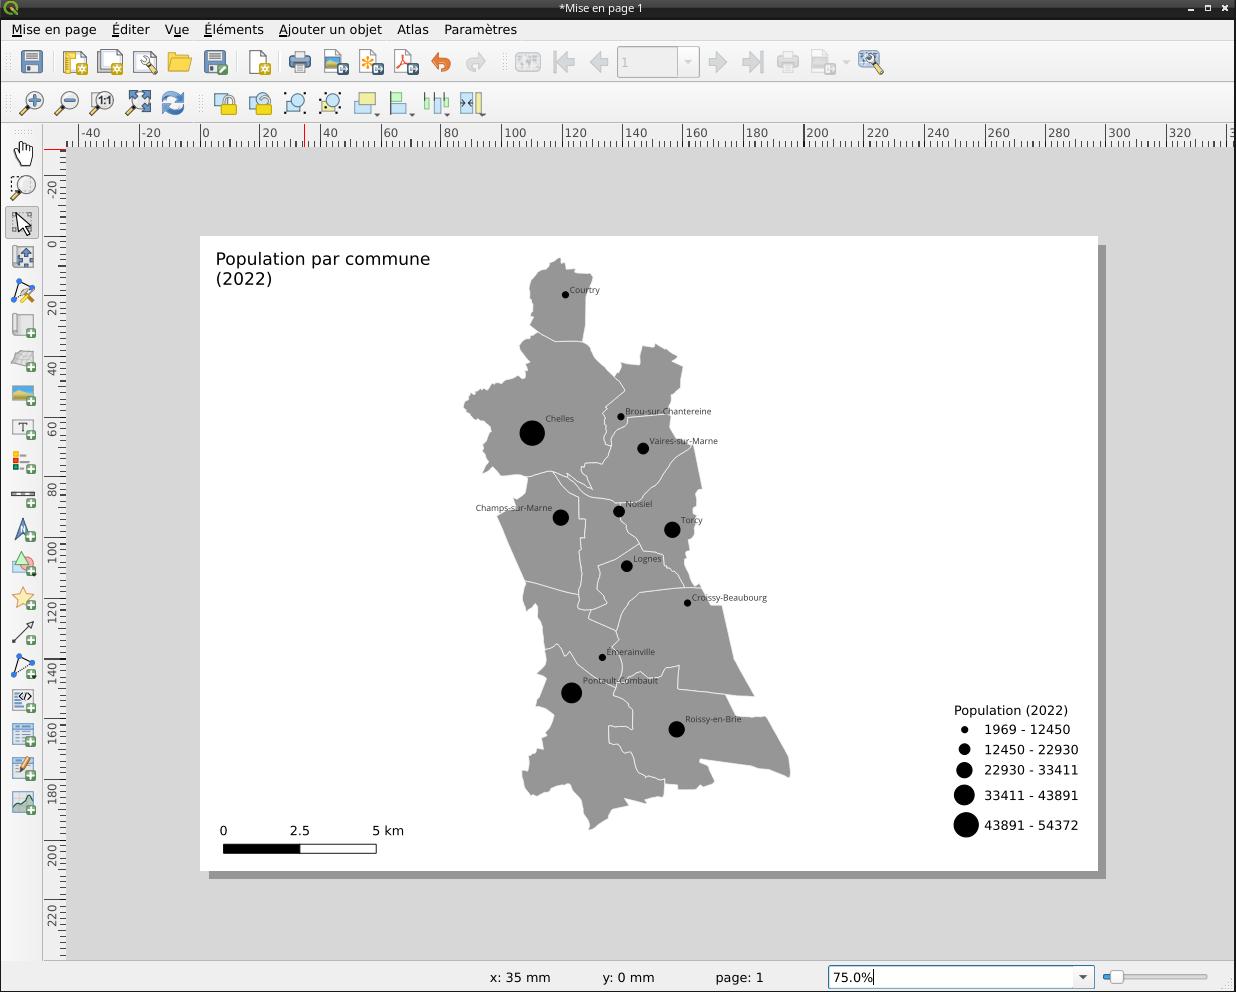 *Mise en page 1
Mise en page Éditer Vue Éléments Ajouter un objet Atlas Paramètres
1
1:1
-40 -20 0 20 40 60 80 100 120 140 160 180 200 220 240 260 280 300 320
-20
0
20
40
60
80
100
120
140
160
180
200
220
Population par commune
(2022)
Courtry
Brou-sur-Chantereine
Chelles
Vaires-sur-Marne
Champs-sur-Marne
Noisiel
Torcy
Lognes
Croissy-Beaubourg
Émerainville
Pontault-Combault
Roissy-en-Brie
Population (2022)
1969 - 12450
12450 - 22930
22930 - 33411
33411 - 43891
43891 - 54372
0 2.5 5 km
x: 35 mm y: 0 mm page: 1 75.0%